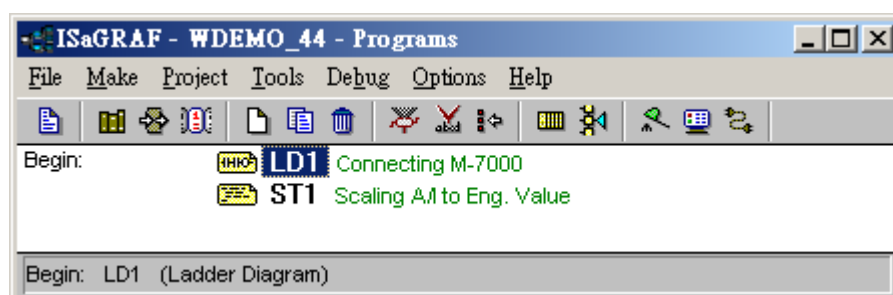 ISaGRAF - WDEMO_44 - Programs
File Make Project Tools Debug Options Help
Begin: LD1 Connecting M-7000
ST1 Scaling A/I to Eng. Value
Begin: LD1 (Ladder Diagram)